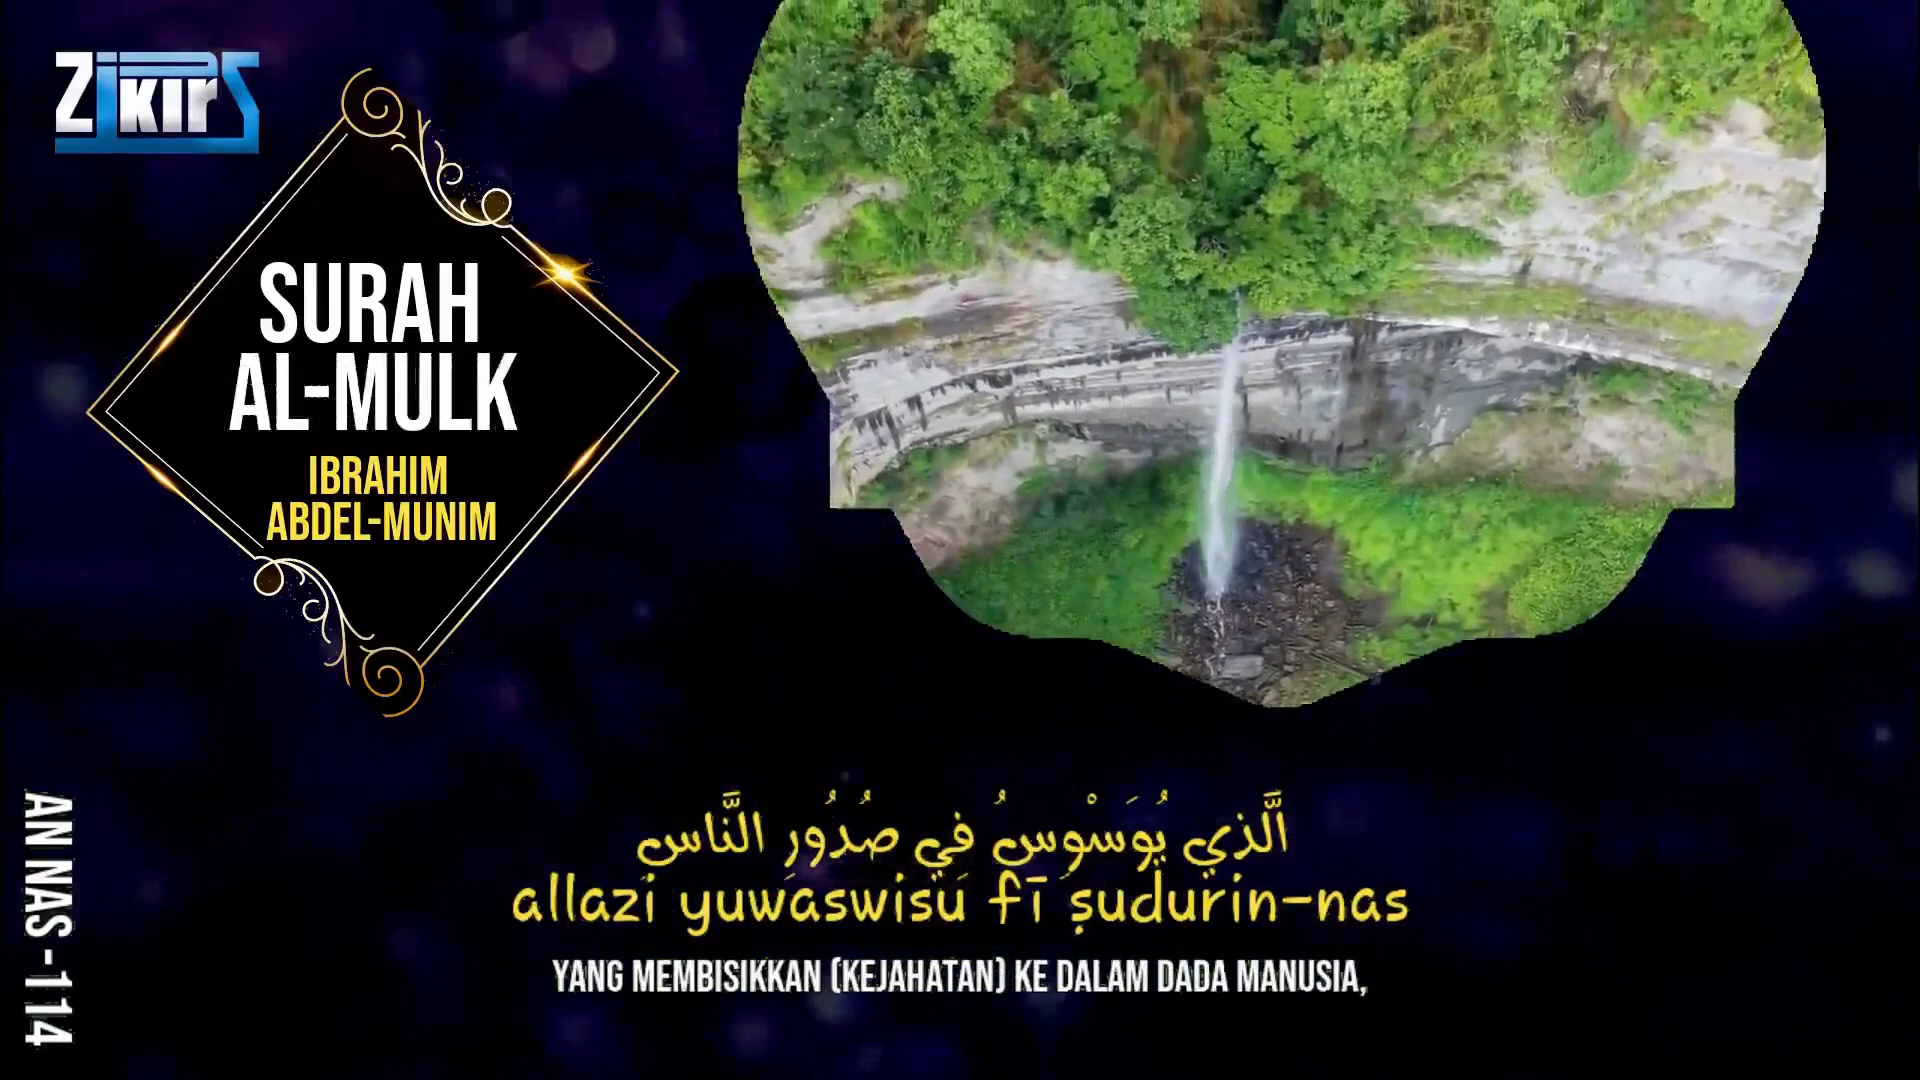 ZikirS
SURAH
AL-MULK
IBRAHIM
ABDEL-MUNIM
الَّذِي يُوَسْوِسُ فِي صُدُورِ النَّاسِ
allazi yuwaswisu fī ṣudurin-nas
YANG MEMBISIKKAN (KEJAHATAN) KE DALAM DADA MANUSIA,
AN NAS - 114